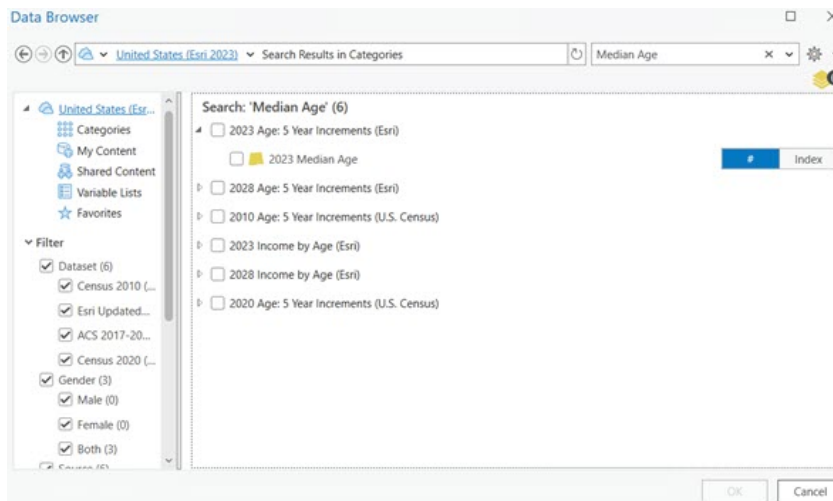 Data Browser
United States (Esri 2023) Search Results in Categories
Median Age
United States (Esr...
Categories
My Content
Shared Content
Variable Lists
Favorites
Filter
Dataset (6)
Census 2010 (...
Esri Updated...
ACS 2017-20...
Census 2020 (...
Gender (3)
Male (0)
Female (0)
Both (3)
Source (6)
Search: 'Median Age' (6)
2023 Age: 5 Year Increments (Esri)
2023 Median Age
# Index
2028 Age: 5 Year Increments (Esri)
2010 Age: 5 Year Increments (U.S. Census)
2023 Income by Age (Esri)
2028 Income by Age (Esri)
2020 Age: 5 Year Increments (U.S. Census)
OK Cancel